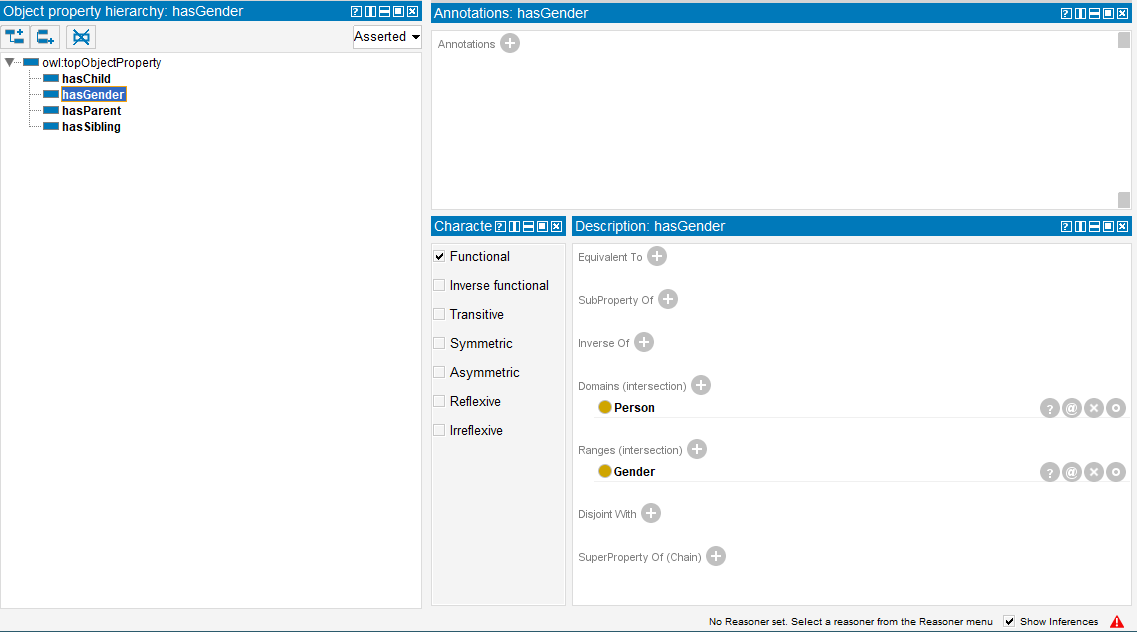 Object property hierarchy: hasGender
Asserted
owl:topObjectProperty
hasChild
hasGender
hasParent
hasSibling
Annotations: hasGender
Annotations
Characte
Functional
Inverse functional
Transitive
Symmetric
Asymmetric
Reflexive
Irreflexive
Description: hasGender
Equivalent To
SubProperty Of
Inverse Of
Domains (intersection)
Person
Ranges (intersection)
Gender
Disjoint With
SuperProperty Of (Chain)
No Reasoner set. Select a reasoner from the Reasoner menu Show Inferences